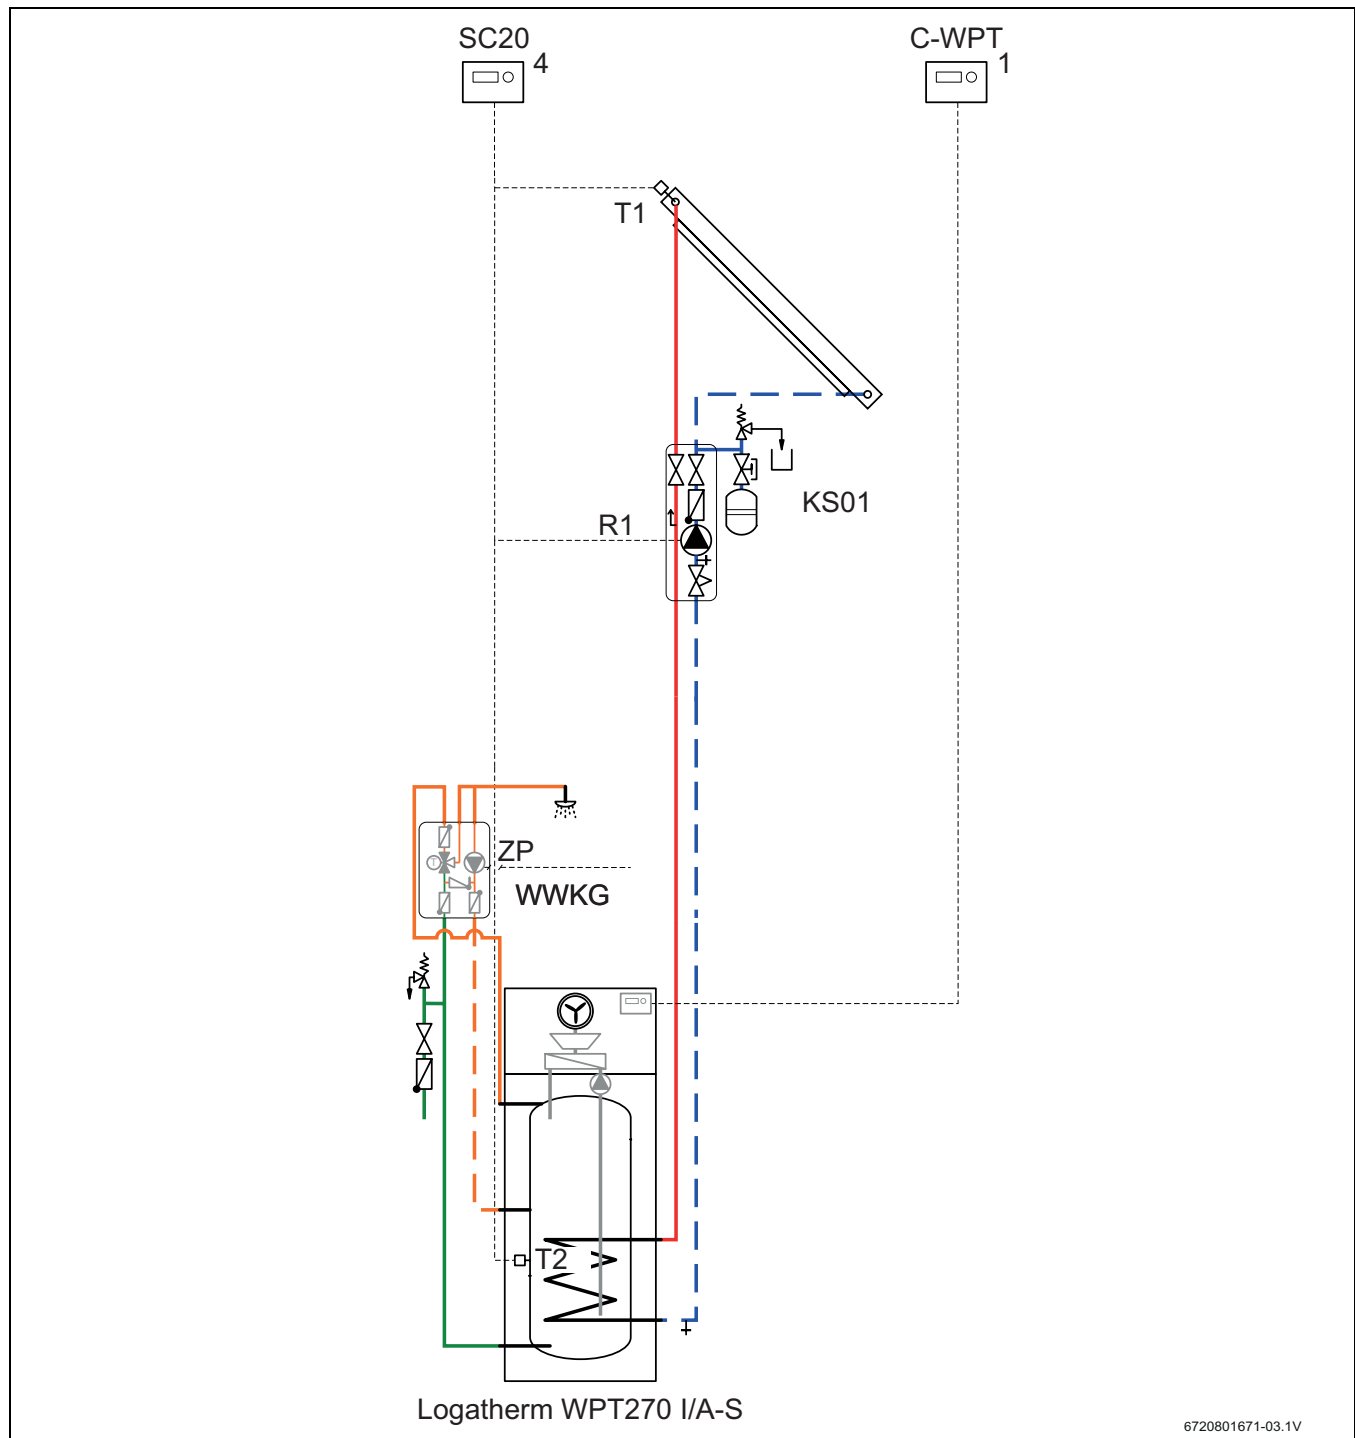 SC20
4
C-WPT
1
T1
KS01
R1
ZP
T
WWKG
T2
Logatherm WPT270 I/A-S
6720801671-03.1V